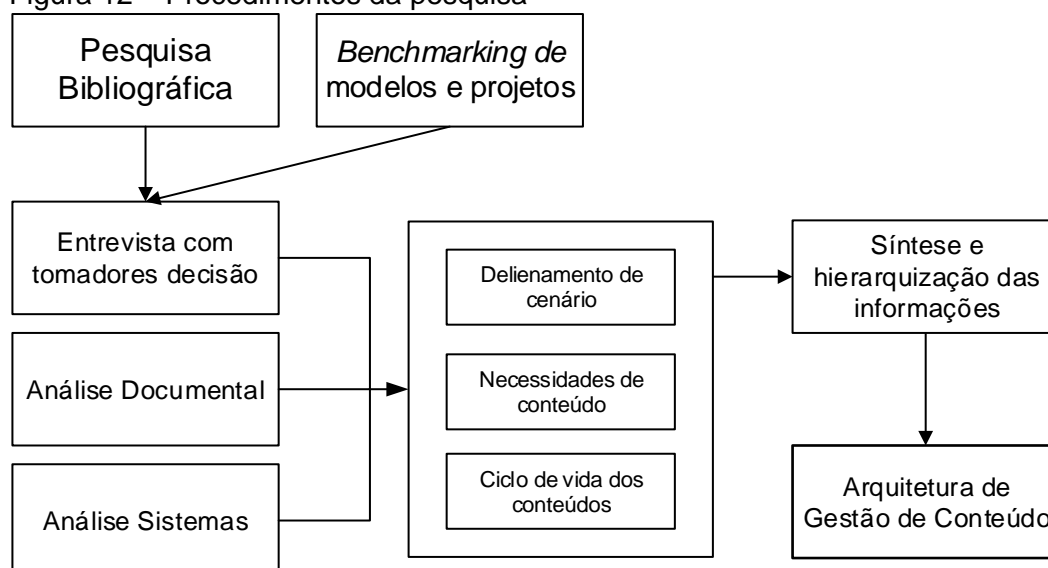 Figura 12 – Procedimentos da pesquisa
Pesquisa
Bibliográfica
Benchmarking de
modelos e projetos
Entrevista com
tomadores decisão
Análise Documental
Análise Sistemas
Delienamento de
cenário
Necessidades de
conteúdo
Ciclo de vida dos
conteúdos
Síntese e
hierarquização das
informações
Arquitetura de
Gestão de Conteúdo